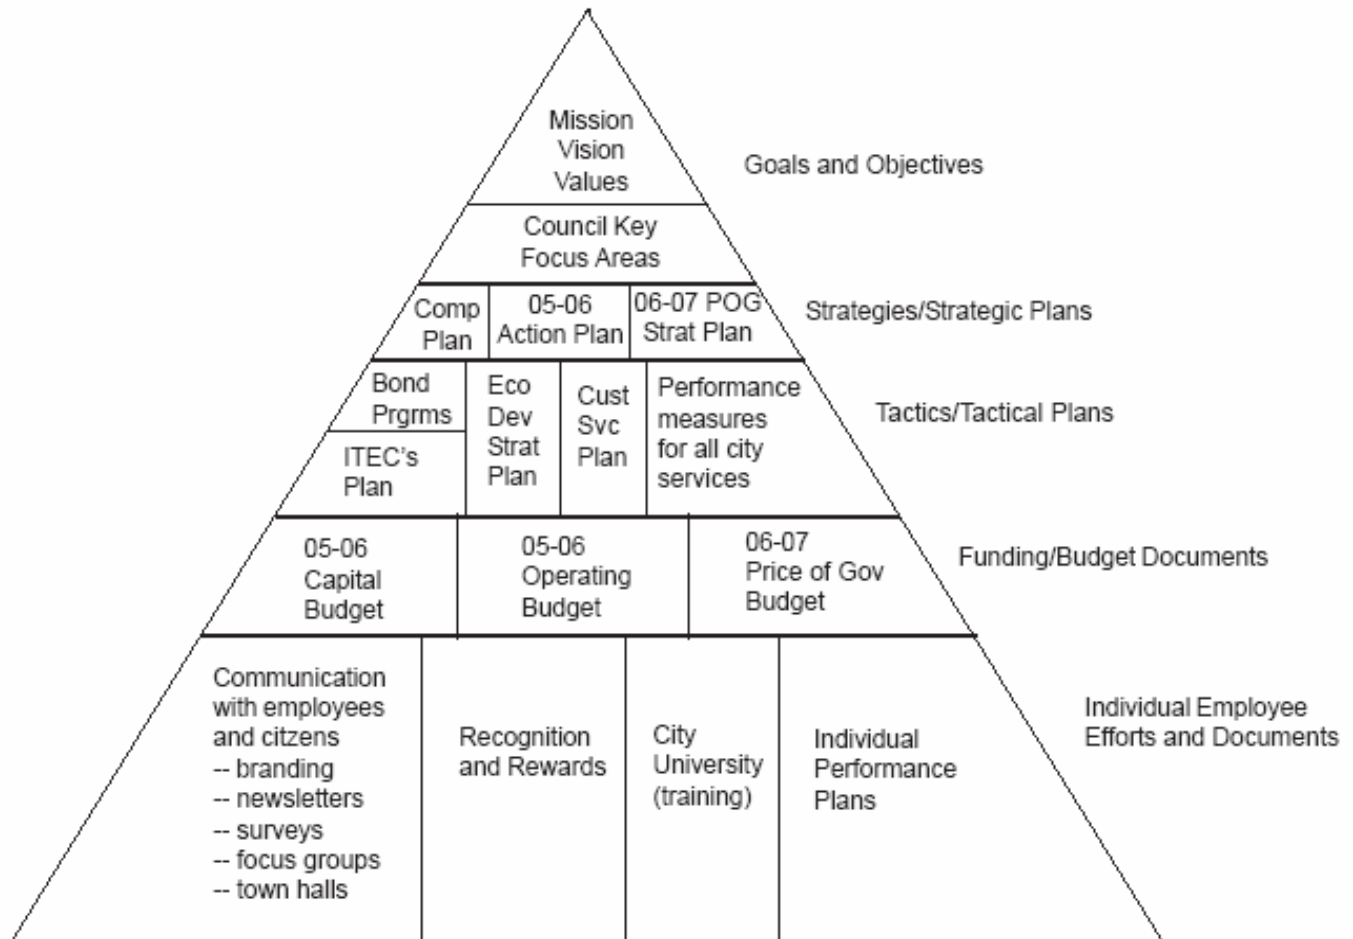 Mission
Vision
Values
Goals and Objectives
Council Key
Focus Areas
Comp
Plan
05-06
Action Plan
06-07 POG
Strat Plan
Strategies/Strategic Plans
Bond
Prgrms
ITEC's
Plan
Eco
Dev
Strat
Plan
Cust
Svc
Plan
Performance
measures
for all city
services
Tactics/Tactical Plans
05-06
Capital
Budget
05-06
Operating
Budget
06-07
Price of Gov
Budget
Funding/Budget Documents
Communication
with employees
and citzens
-- branding
-- newsletters
-- surveys
-- focus groups
-- town halls
Recognition
and Rewards
City
University
(training)
Individual
Performance
Plans
Individual Employee
Efforts and Documents